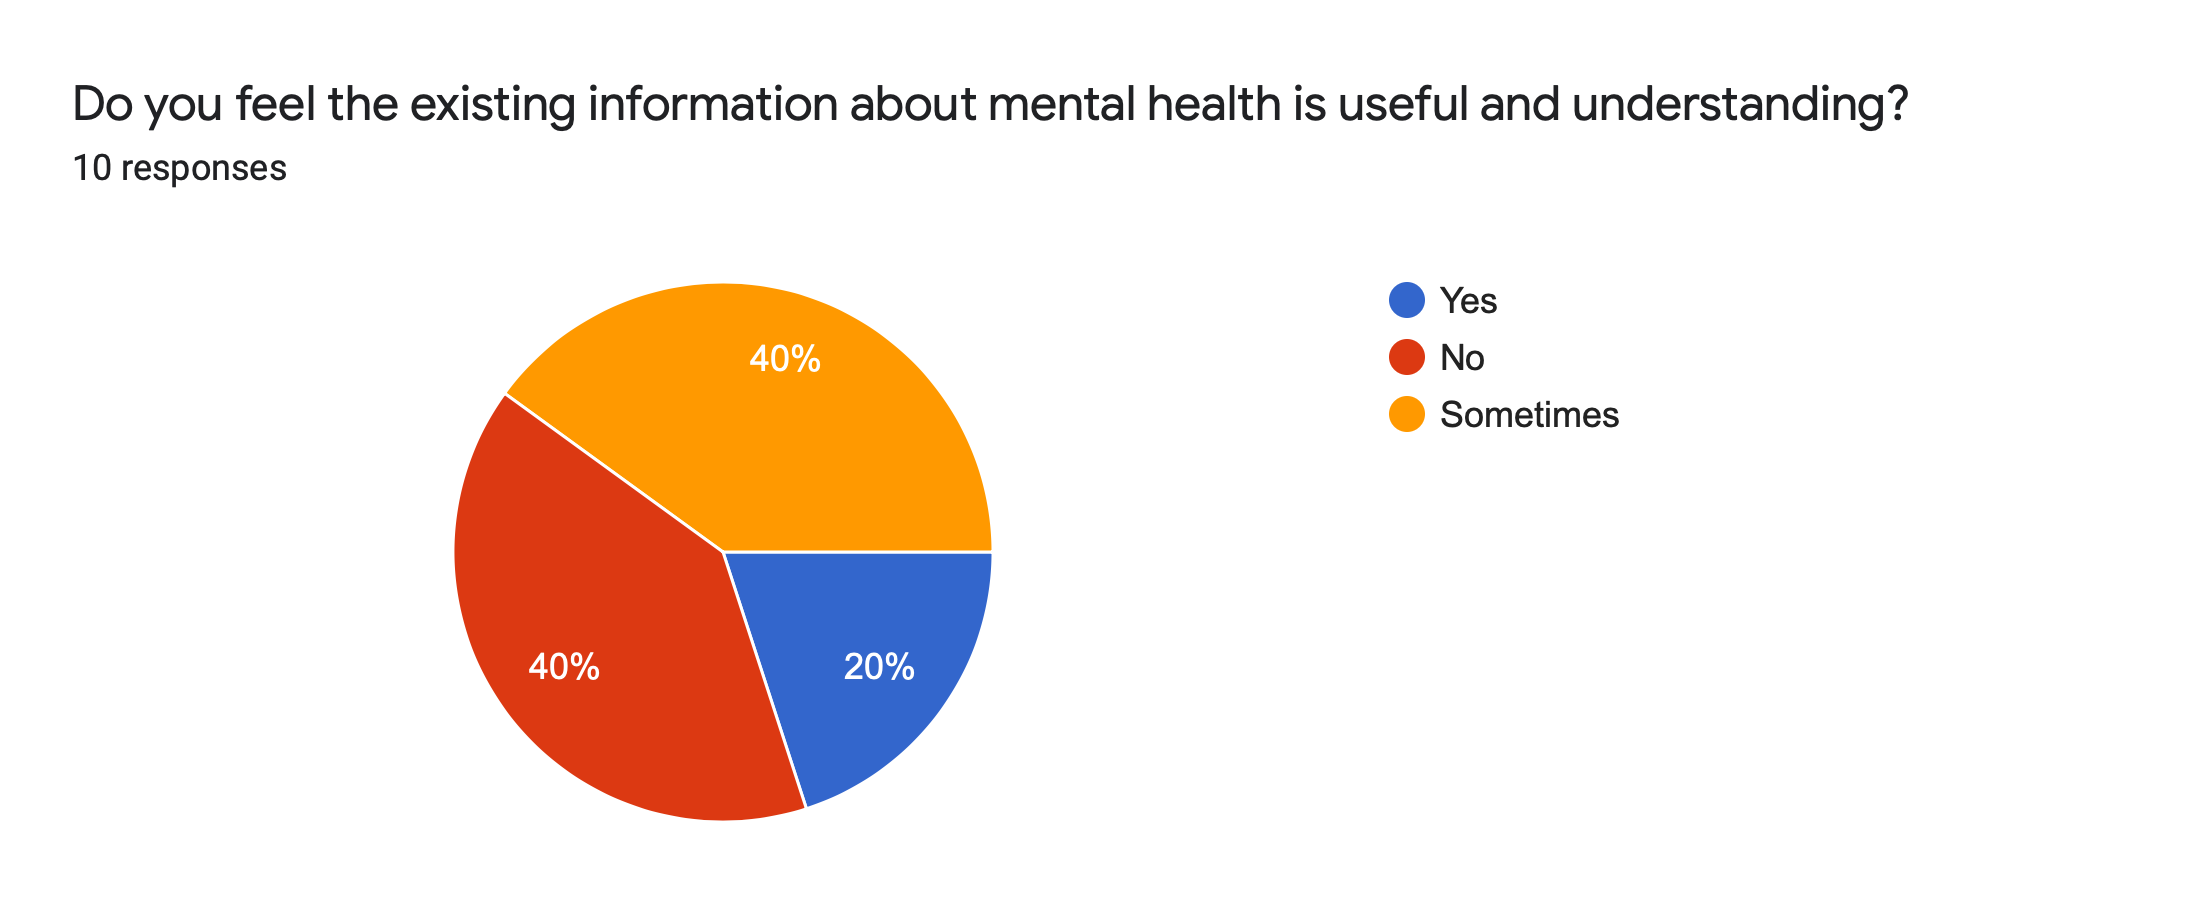 Do you feel the existing information about mental health is useful and understanding?
10 responses
Yes
No
Sometimes
40%
40%
20%